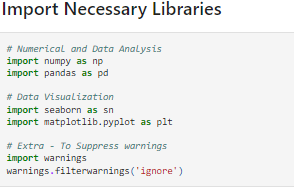 Import Necessary Libraries
# Numerical and Data Analysis
import numpy as np
import pandas as pd
# Data Visualization
import seaborn as sn
import matplotlib.pyplot as plt
# Extra - To Suppress warnings
import warnings
warnings.filterwarnings('ignore')